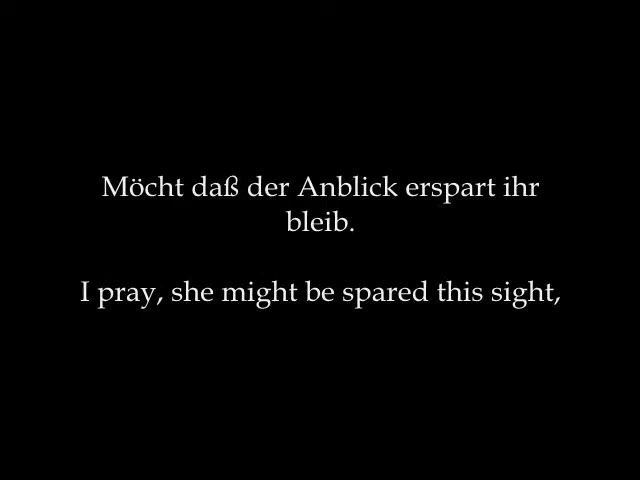 Möcht daß der Anblick erspart ihr
bleib.
I pray, she might be spared this sight,